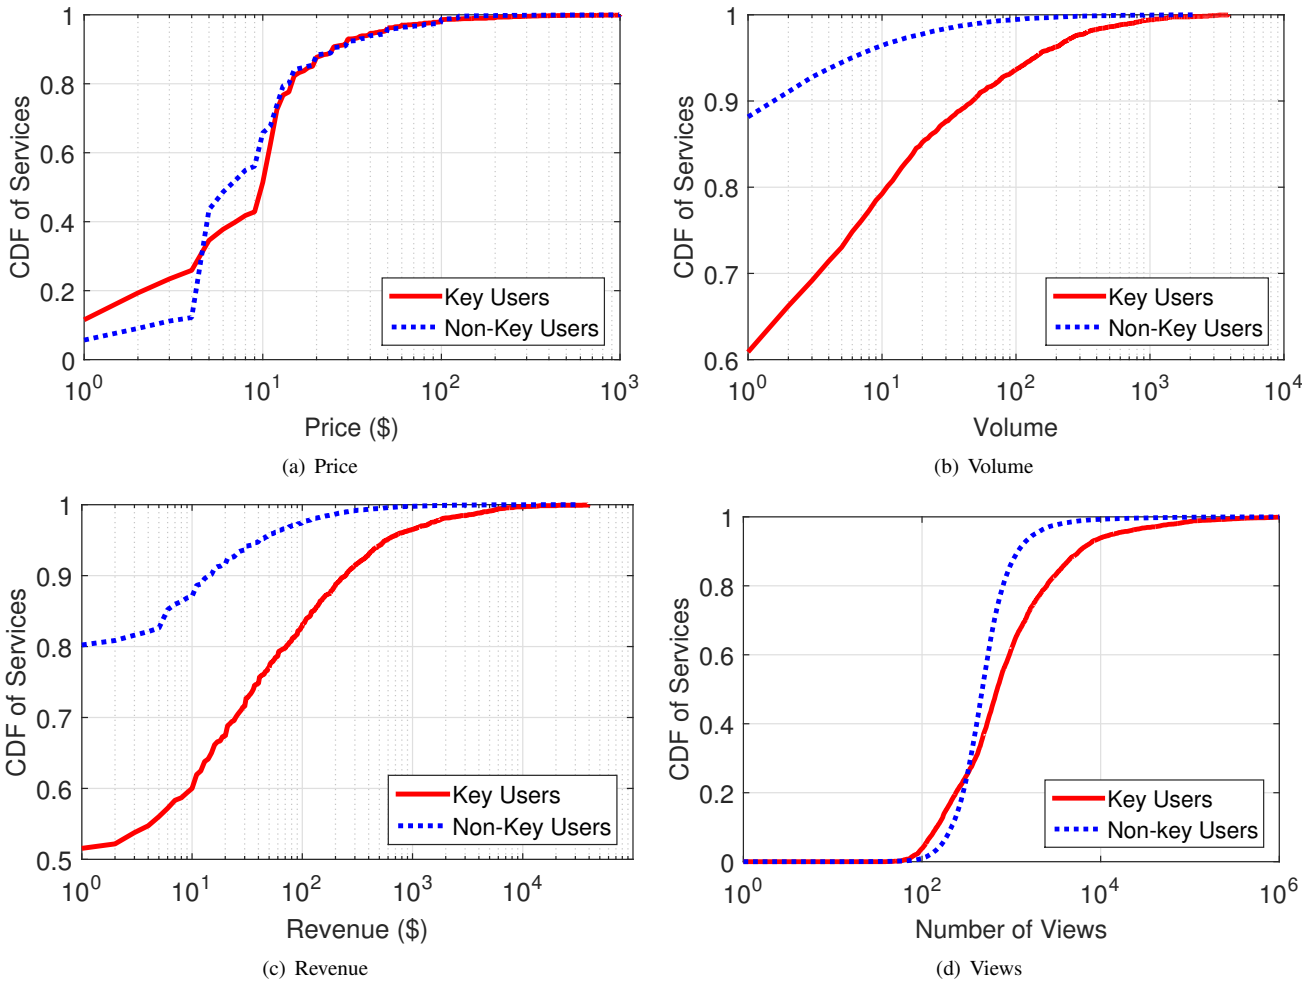 CDF of Services
1
0.8
0.6
0.4
0.2
0
10^0
10^1
10^2
10^3
Key Users
Non-Key Users
Price ($)
(a) Price
CDF of Services
1
0.9
0.8
0.7
0.6
10^0
10^1
10^2
10^3
10^4
Key Users
Non-Key Users
Volume
(b) Volume
CDF of Services
1
0.9
0.8
0.7
0.6
0.5
10^0
10^1
10^2
10^3
10^4
Key Users
Non-Key Users
Revenue ($)
(c) Revenue
CDF of Services
1
0.8
0.6
0.4
0.2
0
10^0
10^2
10^4
10^6
Key Users
Non-key Users
Number of Views
(d) Views